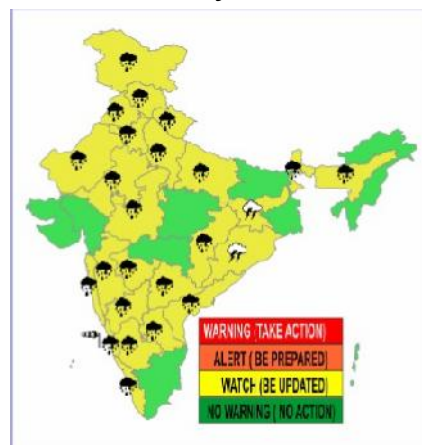 WARNING (TAKE ACTION)
ALERT ( BE PREPARED)
WATCH (BE UPDATED)
NO WARNING ( NO ACTION)